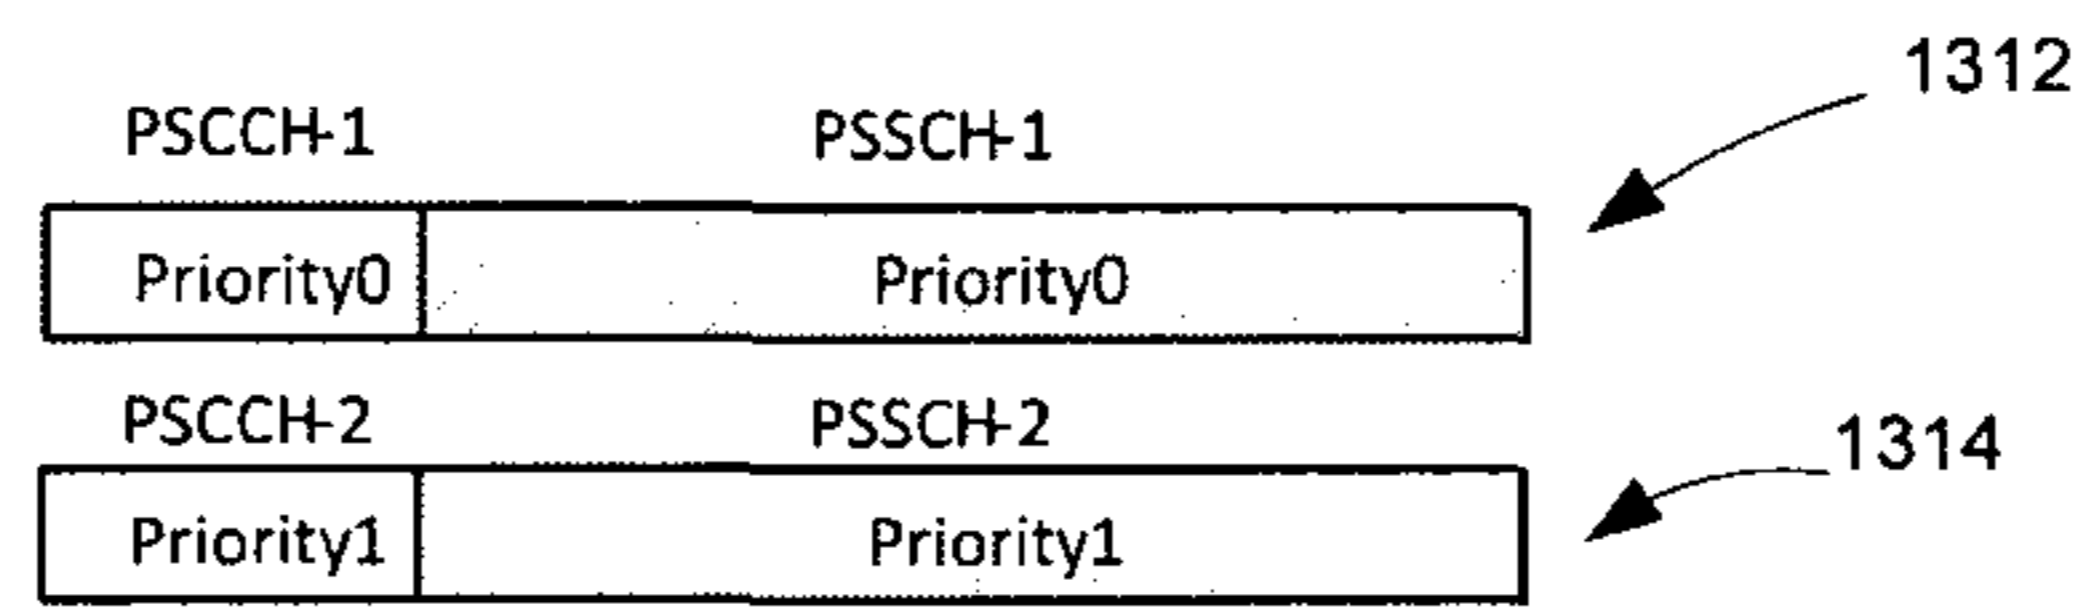 1312
PSCCH-1 PSSCH-1
Priority0 Priority0
PSCCH-2 PSSCH-2
1314
Priority1 Priority1